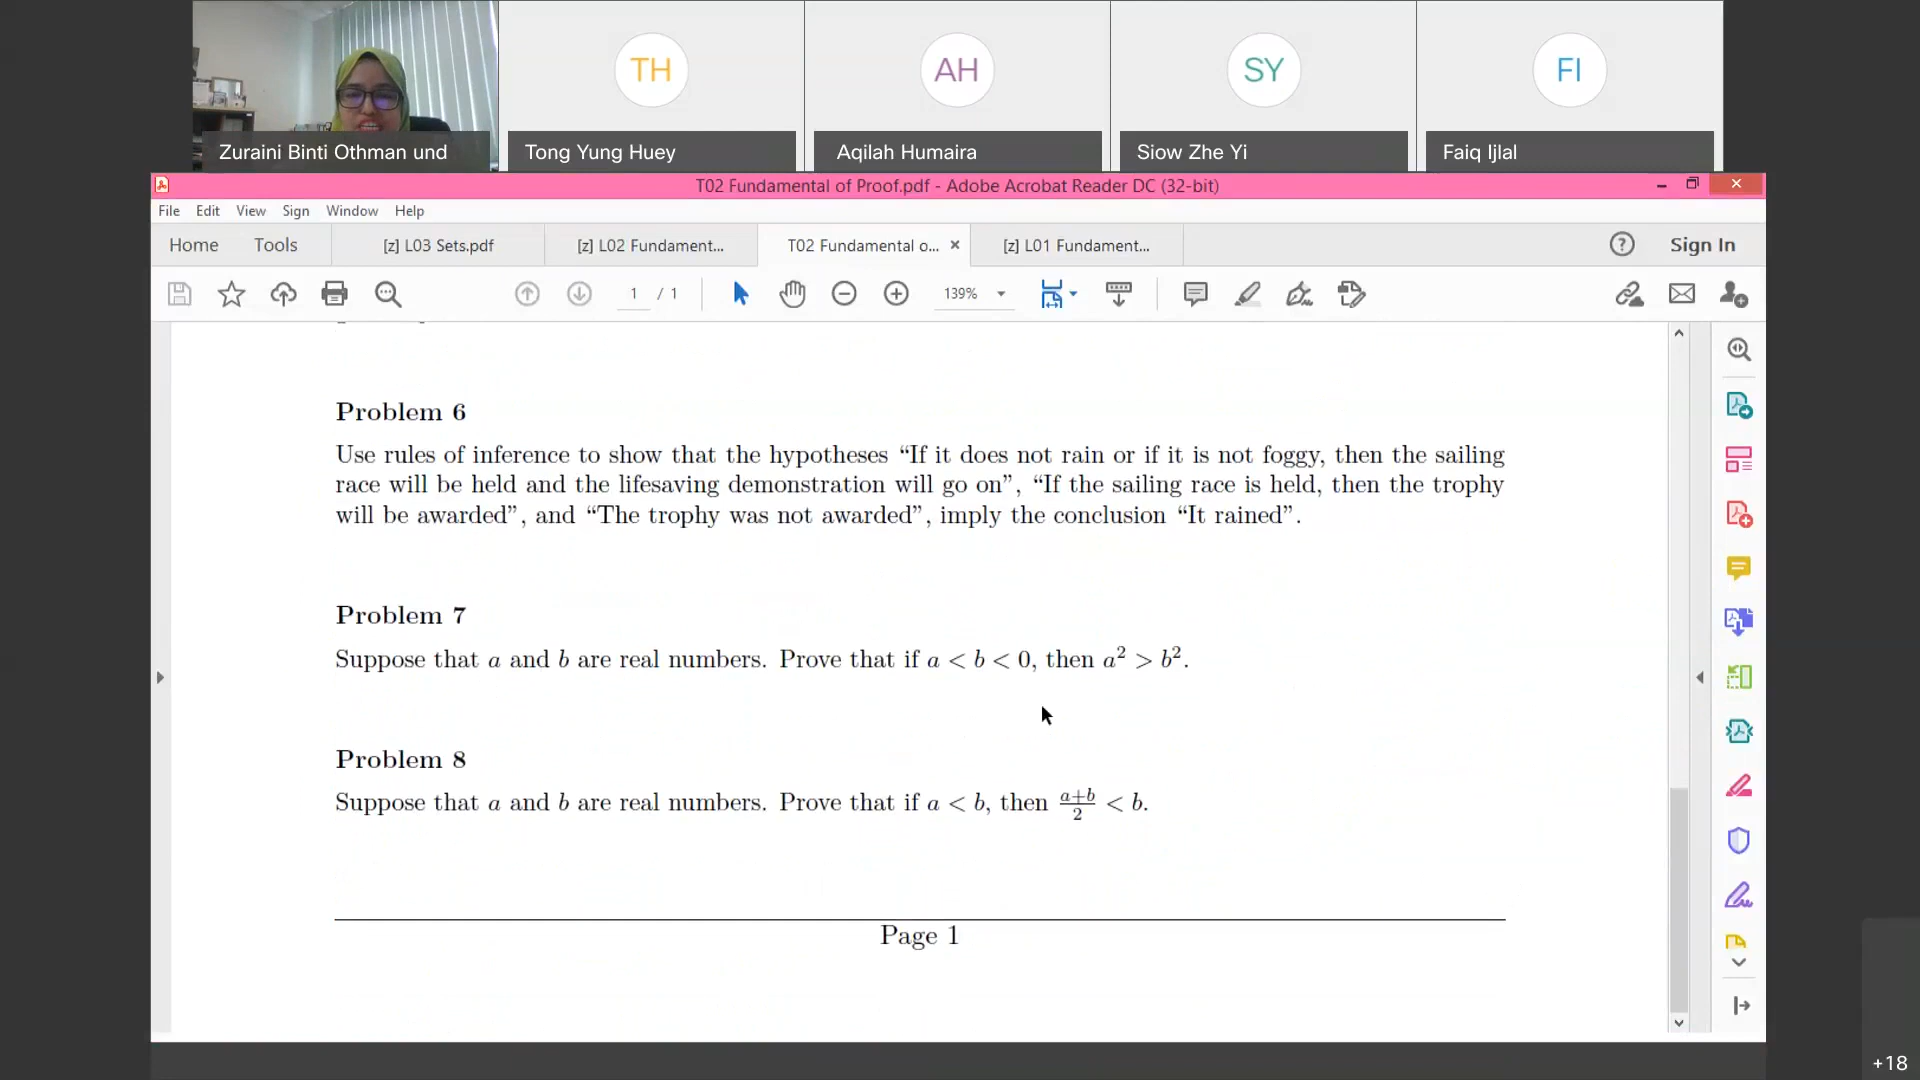 TH
AH
SY
FI
Zuraini Binti Othman und
Tong Yung Huey
Aqilah Humaira
Siow Zhe Yi
Faiq Ijlal
T02 Fundamental of Proof.pdf - Adobe Acrobat Reader DC (32-bit)
File Edit View Sign Window Help
Home Tools [z] L03 Sets.pdf [z] L02 Fundament... T02 Fundamental o... [z] L01 Fundament... Sign In
1 / 1 139%
Problem 6
Use rules of inference to show that the hypotheses “If it does not rain or if it is not foggy, then the sailing
race will be held and the lifesaving demonstration will go on”, “If the sailing race is held, then the trophy
will be awarded”, and “The trophy was not awarded”, imply the conclusion “It rained”.
Problem 7
Suppose that a and b are real numbers. Prove that if a < b < 0, then a² > b².
Problem 8
Suppose that a and b are real numbers. Prove that if a < b, then (a+b)/2 < b.
Page 1
+18